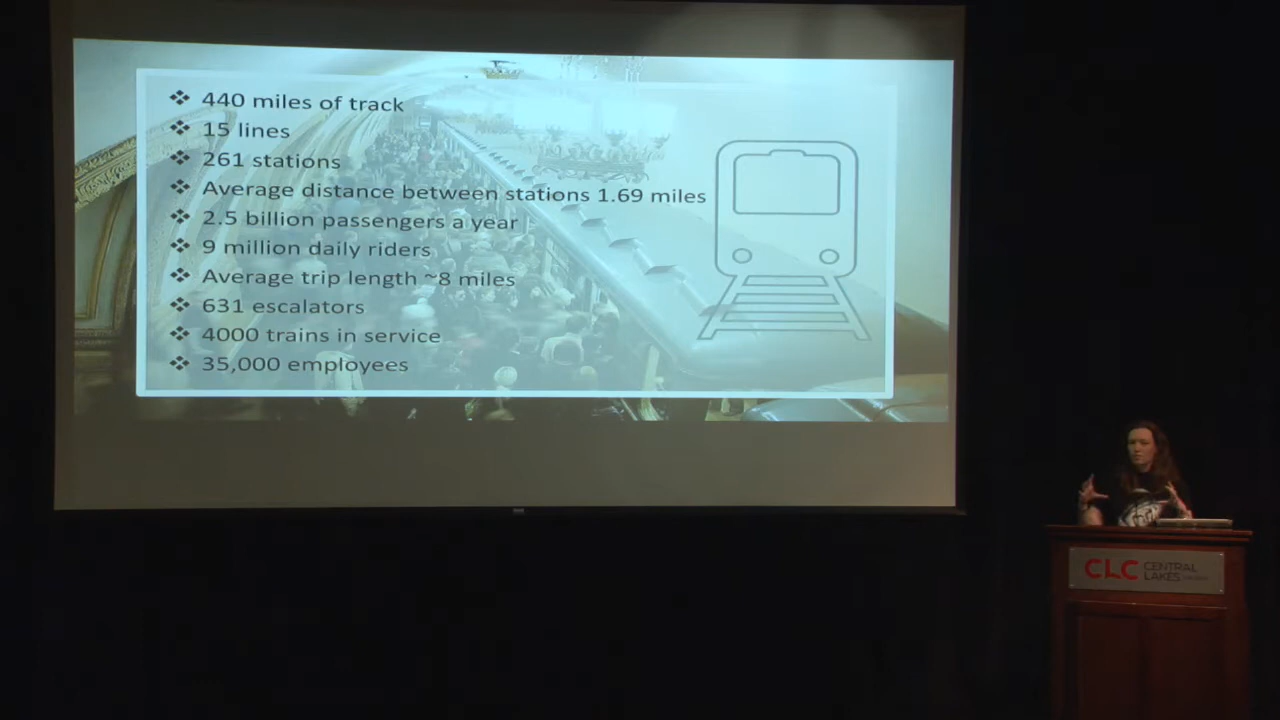 440 miles of track
15 lines
261 stations
Average distance between stations 1.69 miles
2.5 billion passengers a year
9 million daily riders
Average trip length ~8 miles
631 escalators
4000 trains in service
35,000 employees
CLC CENTRAL
LAKES